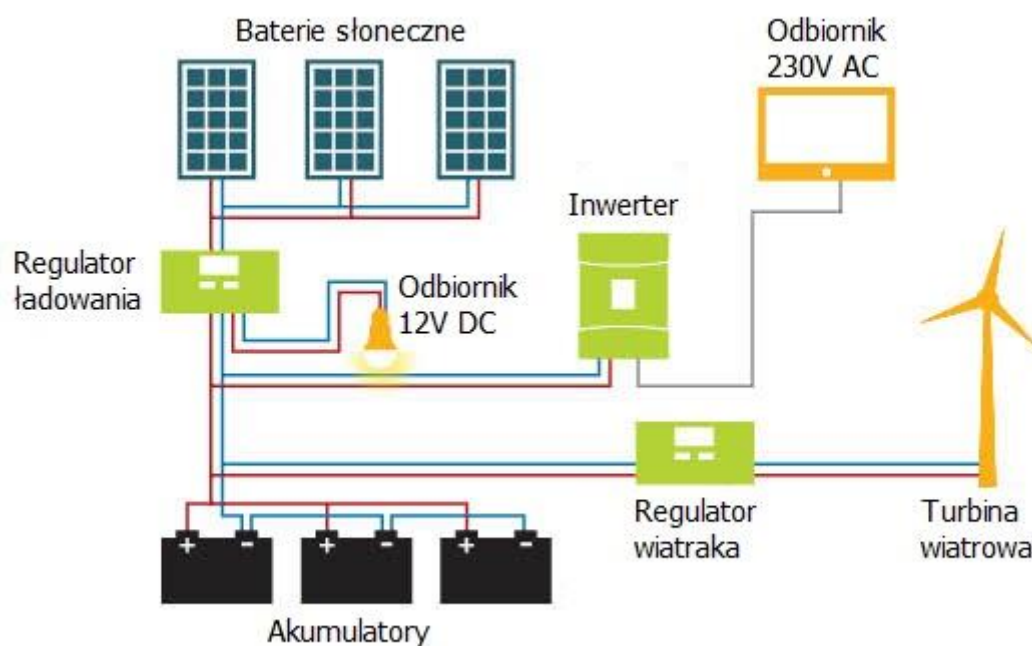 Baterie słoneczne
Odbiornik
230V AC
Inwerter
Regulator
ładowania
Odbiornik
12V DC
Regulator
wiatraka
Turbina
wiatrowa
+ - + - + -
Akumulatory